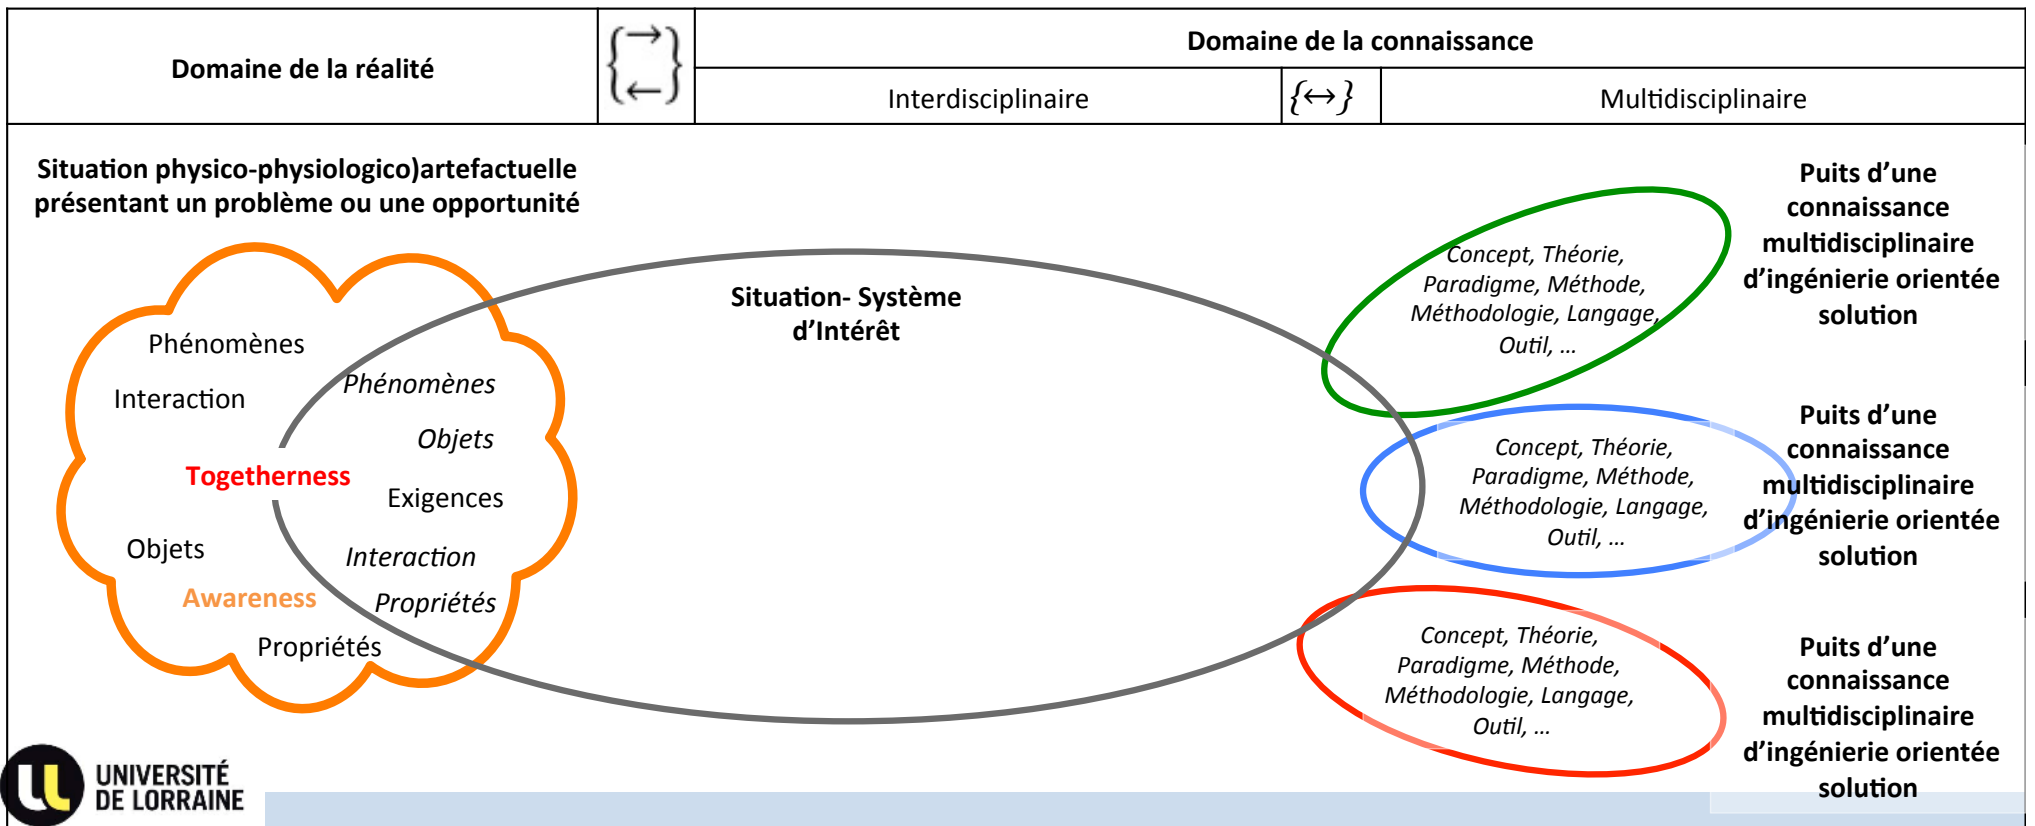 Domaine de la réalité
{→ ←}
Domaine de la connaissance
Interdisciplinaire
{↔}
Multidisciplinaire
Situation physico-physiologico)artefactuelle
présentant un problème ou une opportunité
Phénomènes
Interaction
Togetherness
Objets
Awareness
Propriétés
Phénomènes
Objets
Exigences
Interaction
Propriétés
Situation- Système
d’Intérêt
Concept, Théorie,
Paradigme, Méthode,
Méthodologie, Langage,
Outil, ...
Puits d’une
connaissance
multidisciplinaire
d’ingénierie orientée
solution
Concept, Théorie,
Paradigme, Méthode,
Méthodologie, Langage,
Outil, ...
Puits d’une
connaissance
multidisciplinaire
d’ingénierie orientée
solution
Concept, Théorie,
Paradigme, Méthode,
Méthodologie, Langage,
Outil, ...
Puits d’une
connaissance
multidisciplinaire
d’ingénierie orientée
solution
UNIVERSITÉ
DE LORRAINE